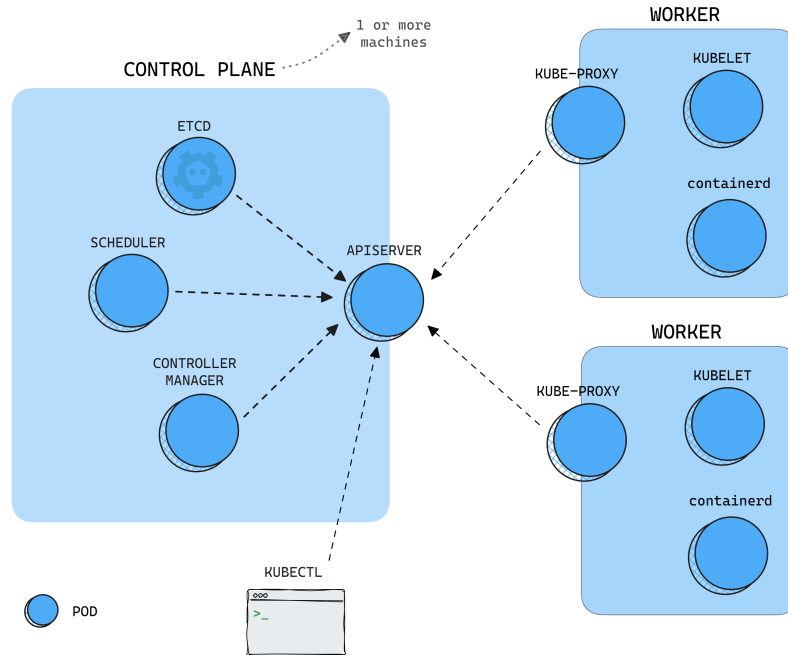 1 or more
machines
CONTROL PLANE
ETCD
SCHEDULER
CONTROLLER
MANAGER
APISERVER
KUBECTL
>_
POD
WORKER
KUBE-PROXY
KUBELET
containerd
WORKER
KUBE-PROXY
KUBELET
containerd